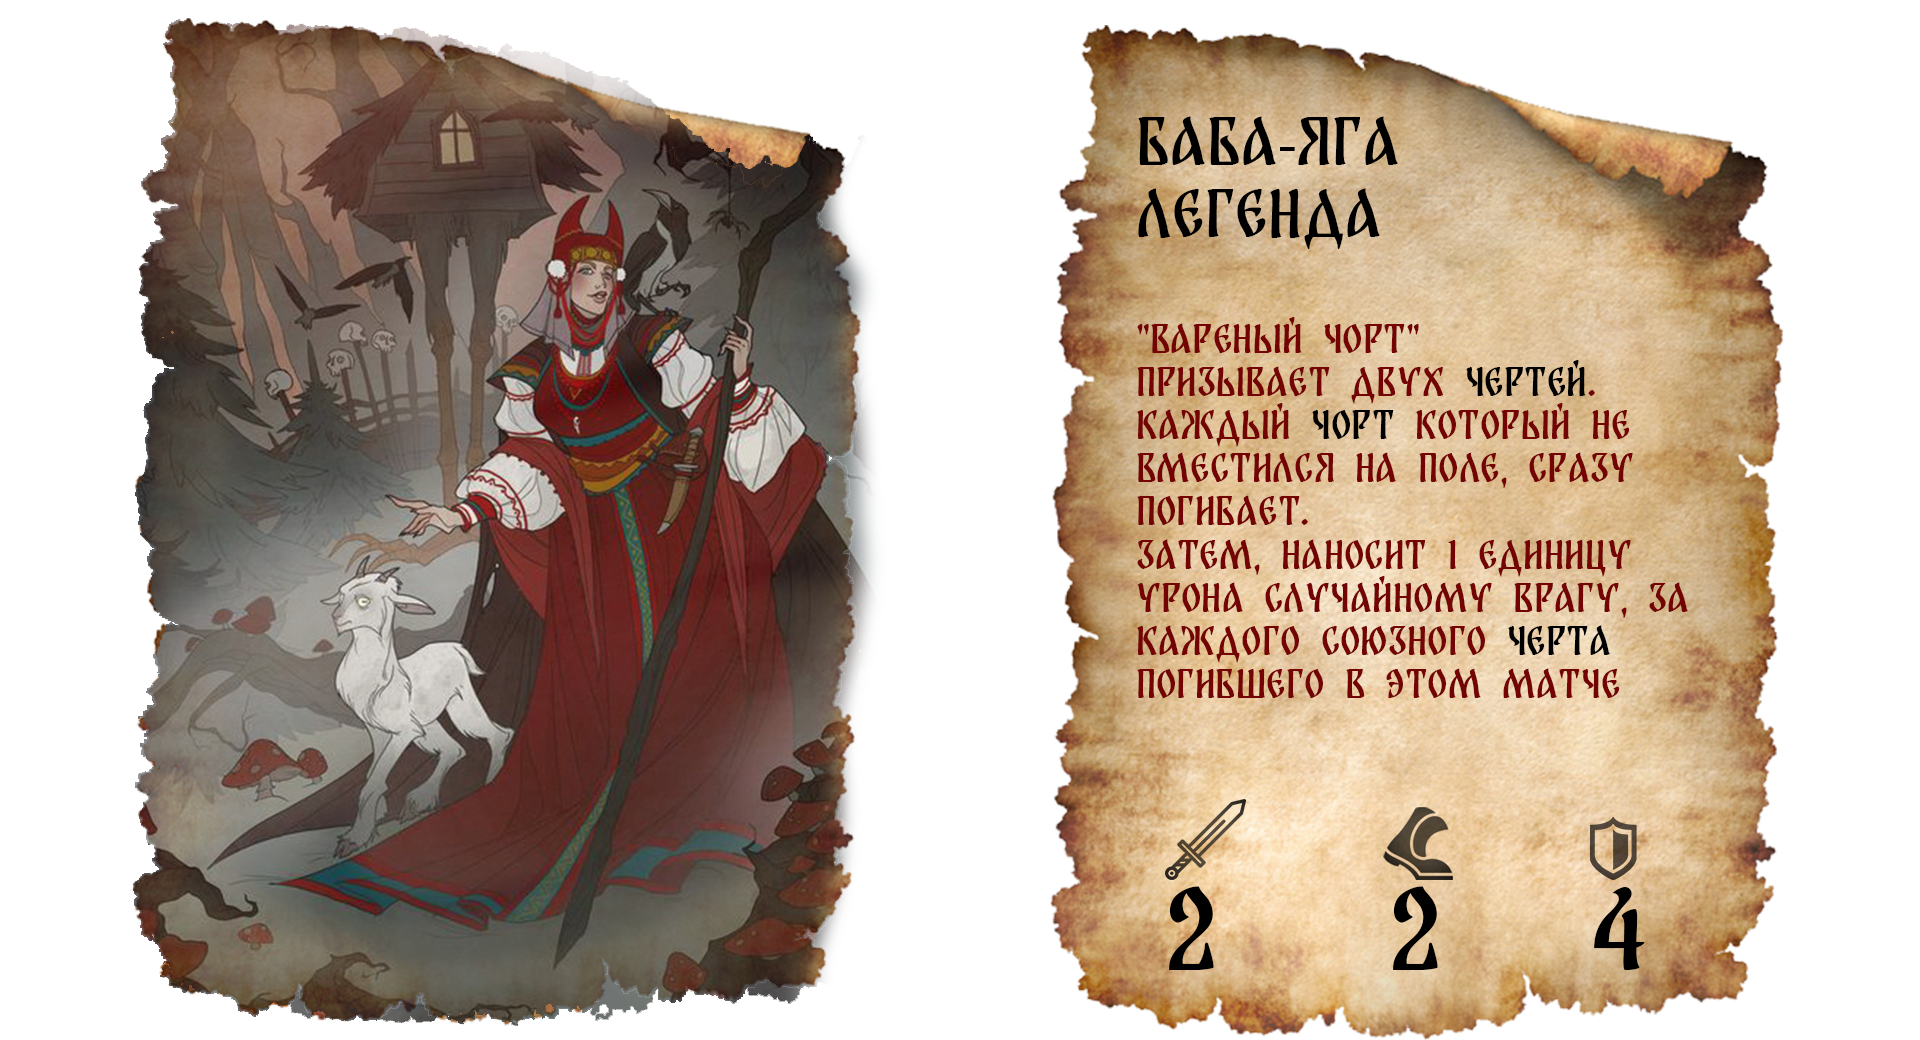 БАБА-ЯГА
ЛЕГЕНДА
"ВАРЕНЫЙ ЧОРТ"
ПРИЗЫВАЕТ ДВУХ ЧЕРТЕЙ.
КАЖДЫЙ ЧОРТ КОТОРЫЙ НЕ
ВМЕСТИЛСЯ НА ПОЛЕ, СРАЗУ
ПОГИБАЕТ.
ЗАТЕМ, НАНОСИТ 1 ЕДИНИЦУ
УРОНА СЛУЧАЙНОМУ ВРАГУ, ЗА
КАЖДОГО СОЮЗНОГО ЧЕРТА
ПОГИБШЕГО В ЭТОМ МАТЧЕ
2 2 4